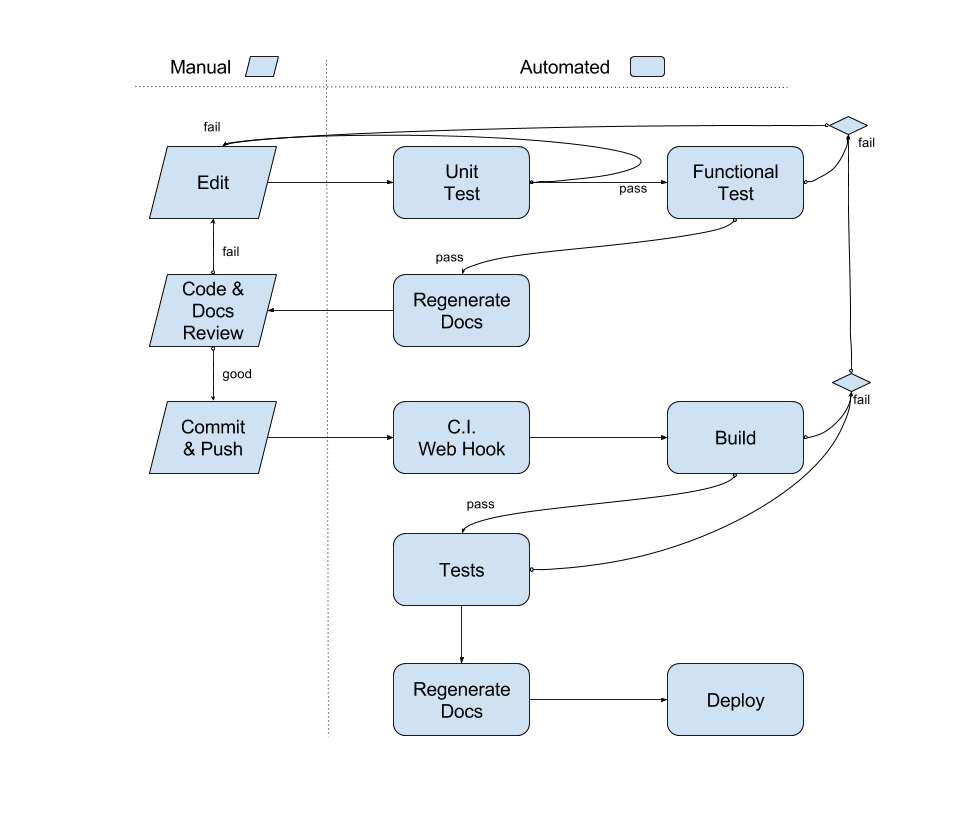 Manual
Automated
fail
fail
Edit
Unit
Test
pass
Functional
Test
fail
pass
Code &
Docs
Review
Regenerate
Docs
good
fail
Commit
& Push
C.I.
Web Hook
Build
pass
Tests
Regenerate
Docs
Deploy